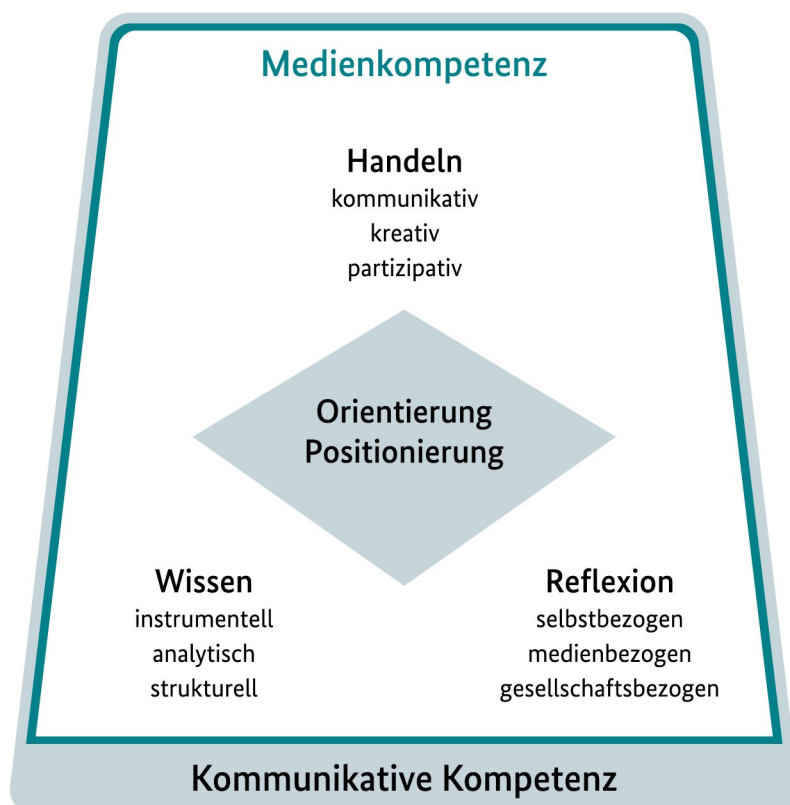 Medienkompetenz
Handeln
kommunikativ
kreativ
partizipativ
Orientierung
Positionierung
Wissen
instrumentell
analytisch
strukturell
Reflexion
selbstbezogen
medienbezogen
gesellschaftsbezogen
Kommunikative Kompetenz